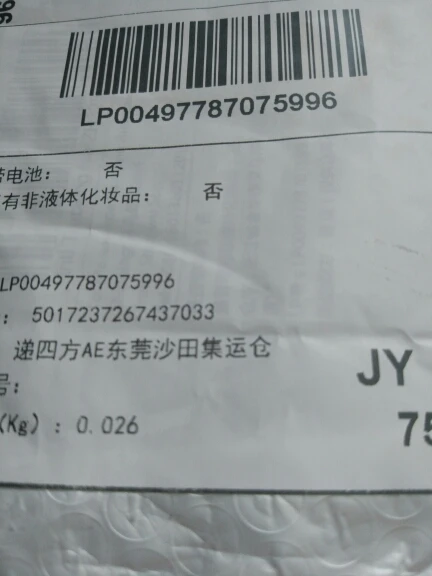 96
LP00497787075996
带电池： 否
有非液体化妆品： 否
LP00497787075996
： 5017237267437033
递四方AE东莞沙田集运仓
号：
(Kg)：0.026
JY
75